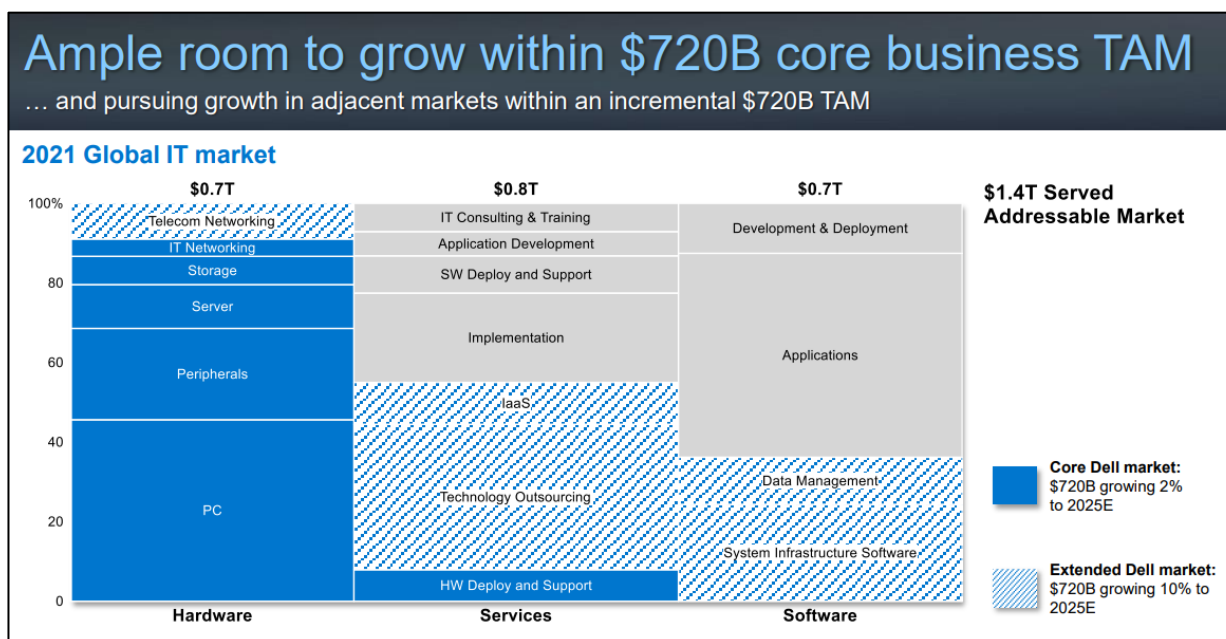 Ample room to grow within $720B core business TAM
… and pursuing growth in adjacent markets within an incremental $720B TAM
2021 Global IT market
$0.7T
$0.8T
$0.7T
$1.4T Served
Addressable Market
100%
80
60
40
20
0
Telecom Networking
IT Networking
Storage
Server
Peripherals
PC
IT Consulting & Training
Application Development
SW Deploy and Support
Implementation
IaaS
Technology Outsourcing
HW Deploy and Support
Development & Deployment
Applications
Data Management
System Infrastructure Software
Hardware
Services
Software
Core Dell market:
$720B growing 2%
to 2025E
Extended Dell market:
$720B growing 10% to
2025E